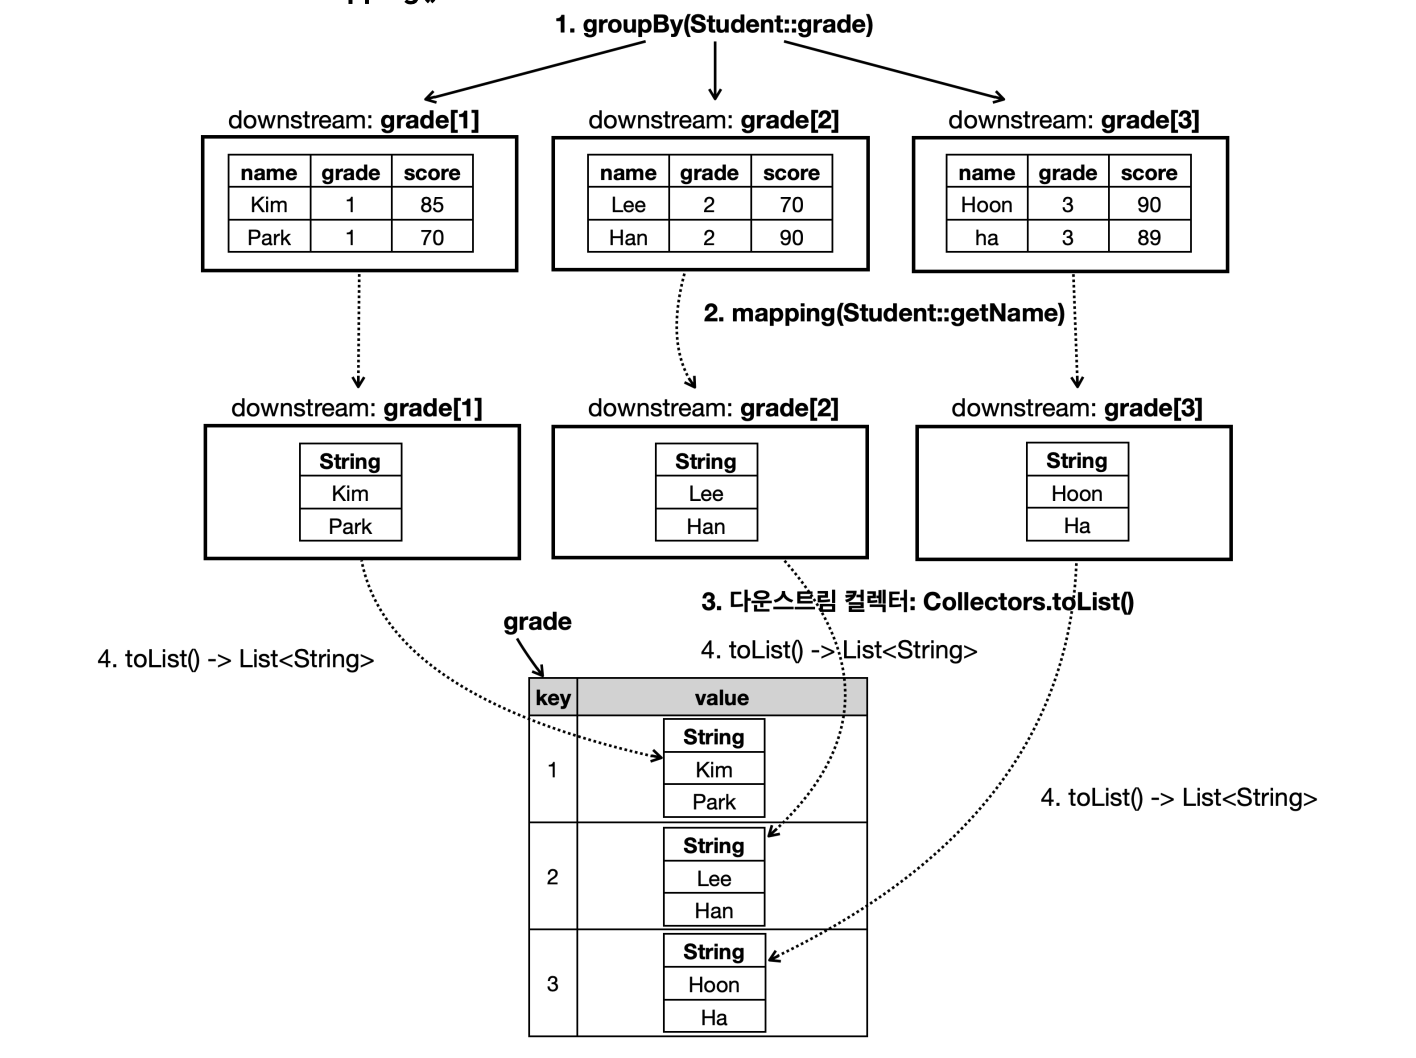 1. groupBy(Student::grade)
downstream: grade[1]
downstream: grade[2]
downstream: grade[3]
name grade score
Kim 1 85
Park 1 70
name grade score
Lee 2 70
Han 2 90
name grade score
Hoon 3 90
ha 3 89
2. mapping(Student::getName)
downstream: grade[1]
downstream: grade[2]
downstream: grade[3]
String
Kim
Park
String
Lee
Han
String
Hoon
Ha
3. 다운스트림 컬렉터: Collectors.toList()
grade
4. toList() -> List<String>
4. toList() -> List<String>
key value
1
String
Kim
Park
4. toList() -> List<String>
2
String
Lee
Han
3
String
Hoon
Ha